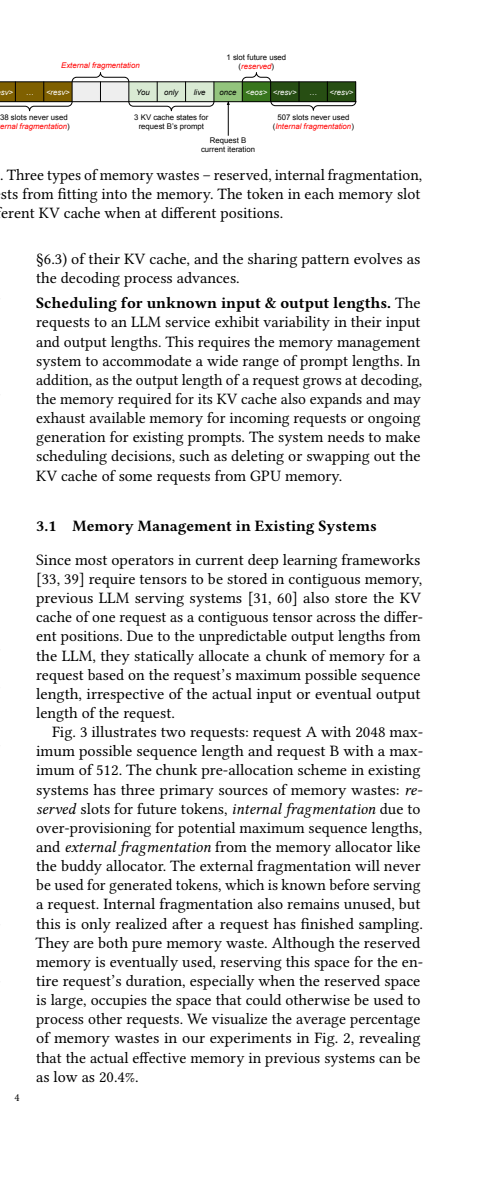 External fragmentation
1 slot future used
(reserved)
… <resv> You only live once <eos> <resv> … <resv>
38 slots never used
3 KV cache states for
request B's prompt
507 slots never used
(Internal fragmentation)
Request B
current iteration
. Three types of memory wastes – reserved, internal fragmentation,
from fitting into the memory. The token in each memory slot
KV cache when at different positions.
§6.3) of their KV cache, and the sharing pattern evolves as
the decoding process advances.
Scheduling for unknown input & output lengths. The
requests to an LLM service exhibit variability in their input
and output lengths. This requires the memory management
system to accommodate a wide range of prompt lengths. In
addition, as the output length of a request grows at decoding,
the memory required for its KV cache also expands and may
exhaust available memory for incoming requests or ongoing
generation for existing prompts. The system needs to make
scheduling decisions, such as deleting or swapping out the
KV cache of some requests from GPU memory.
3.1 Memory Management in Existing Systems
Since most operators in current deep learning frameworks
[33, 39] require tensors to be stored in contiguous memory,
previous LLM serving systems [31, 60] also store the KV
cache of one request as a contiguous tensor across the differ-
ent positions. Due to the unpredictable output lengths from
the LLM, they statically allocate a chunk of memory for a
request based on the request's maximum possible sequence
length, irrespective of the actual input or eventual output
length of the request.
Fig. 3 illustrates two requests: request A with 2048 max-
imum possible sequence length and request B with a max-
imum of 512. The chunk pre-allocation scheme in existing
systems has three primary sources of memory wastes: re-
served slots for future tokens, internal fragmentation due to
over-provisioning for potential maximum sequence lengths,
and external fragmentation from the memory allocator like
the buddy allocator. The external fragmentation will never
be used for generated tokens, which is known before serving
a request. Internal fragmentation also remains unused, but
this is only realized after a request has finished sampling.
They are both pure memory waste. Although the reserved
memory is eventually used, reserving this space for the en-
tire request's duration, especially when the reserved space
is large, occupies the space that could otherwise be used to
process other requests. We visualize the average percentage
of memory wastes in our experiments in Fig. 2, revealing
that the actual effective memory in previous systems can be
as low as 20.4%.
4